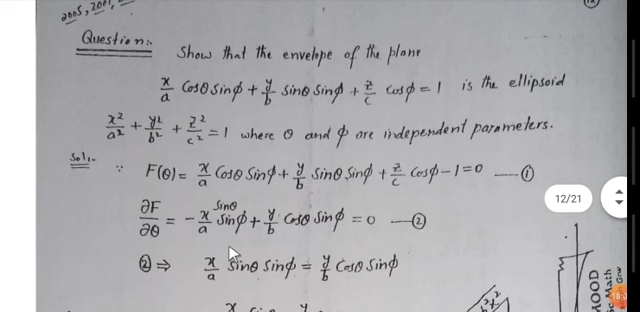 2005, 2001,
Question:- Show that the envelope of the plane
x/a Cosθ Sinφ + y/b Sinθ Sinφ + z/c Cosφ = 1 is the ellipsoid
x²/a² + y²/b² + z²/c² = 1 where θ and φ are independent parameters.
Sol:- ∵ F(θ) = x/a Cosθ Sinφ + y/b Sinθ Sinφ + z/c Cosφ - 1 = 0 —①
12/21
∂F/∂θ = - x/a Sinθ Sinφ + y/b Cosθ Sinφ = 0 —②
② ⇒ x/a Sinθ Sinφ = y/b Cosθ Sinφ
MOOD
Math